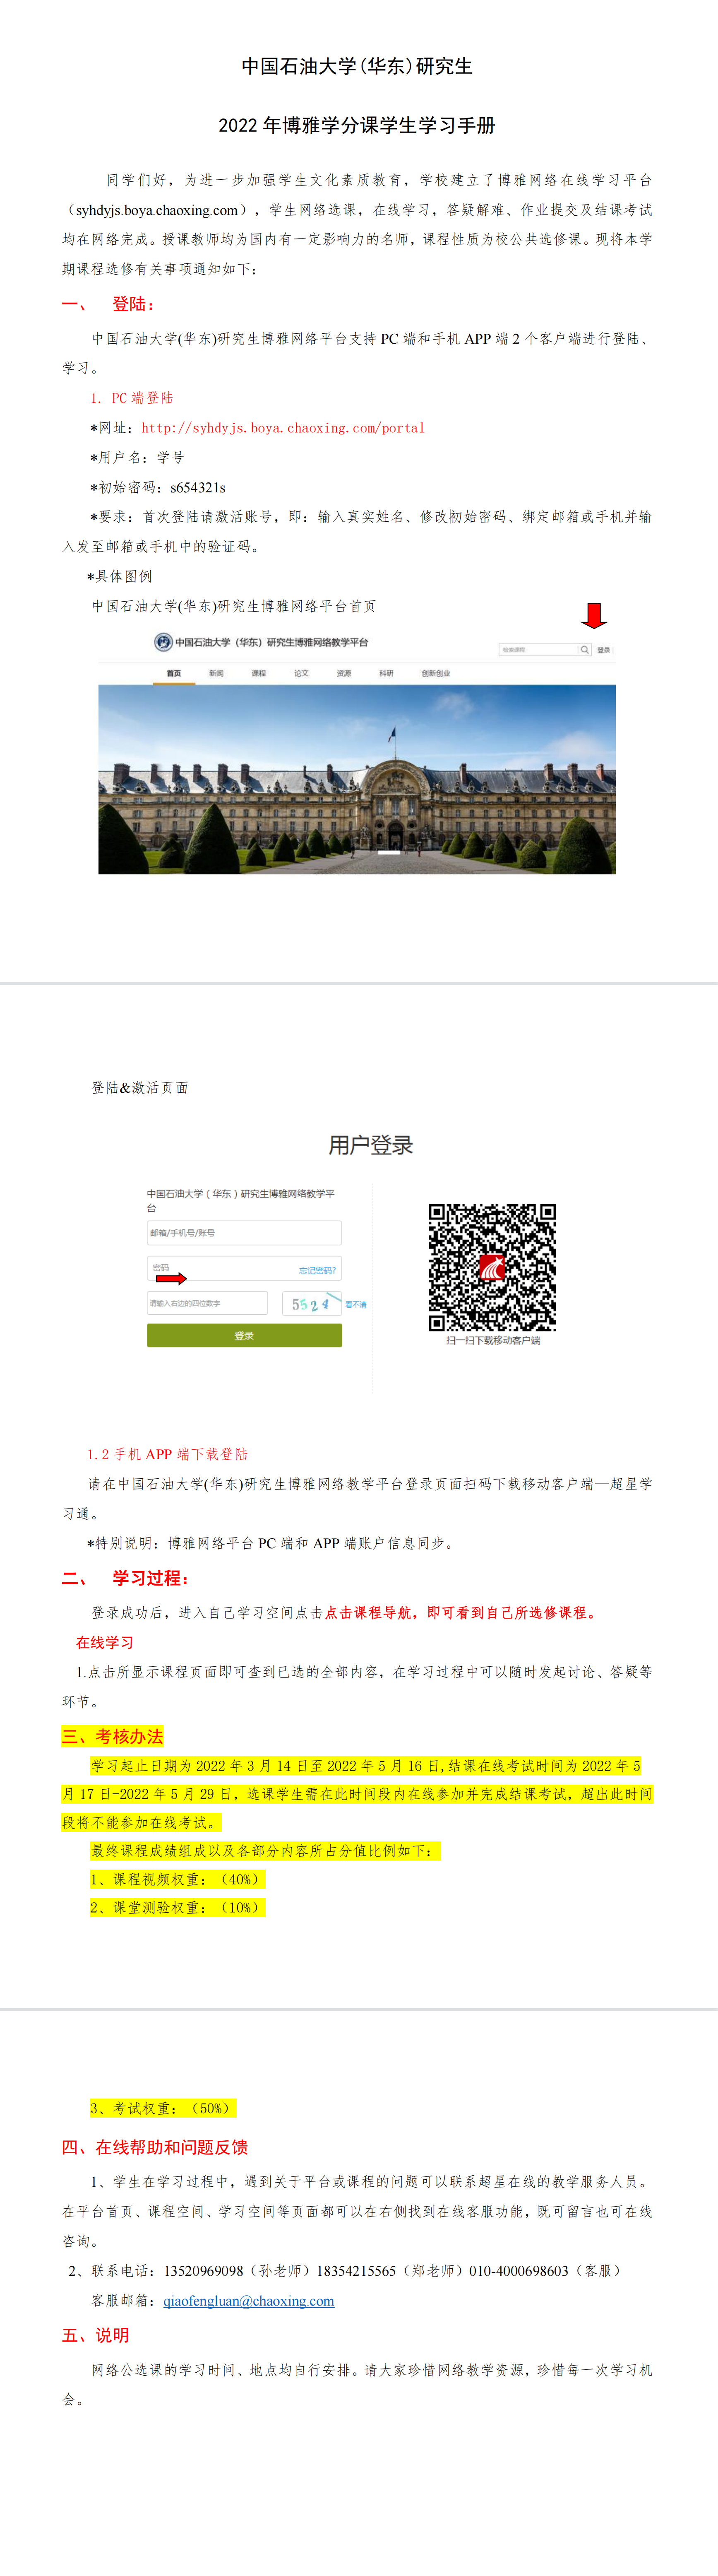 中国石油大学(华东)研究生
2022 年博雅学分课学生学习手册
同学们好，为进一步加强学生文化素质教育，学校建立了博雅网络在线学习平台
（syhdyjs.boya.chaoxing.com），学生网络选课，在线学习，答疑解难、作业提交及结课考试
均在网络完成。授课教师均为国内有一定影响力的名师，课程性质为校公共选修课。现将本学
期课程选修有关事项通知如下：
一、 登陆：
中国石油大学(华东)研究生博雅网络平台支持 PC 端和手机 APP 端 2 个客户端进行登陆、
学习。
1. PC 端登陆
*网址：http://syhdyjs.boya.chaoxing.com/portal
*用户名：学号
*初始密码：s654321s
*要求：首次登陆请激活账号，即：输入真实姓名、修改初始密码、绑定邮箱或手机并输
入发至邮箱或手机中的验证码。
*具体图例
中国石油大学(华东)研究生博雅网络平台首页
中国石油大学（华东）研究生博雅网络教学平台
检索课程 登录
首页 新闻 课程 论文 资源 科研 创新创业
登陆&激活页面
用户登录
中国石油大学（华东）研究生博雅网络教学平
台
邮箱/手机号/账号
密码 忘记密码?
请输入右边的四位数字 5524 看不清
登录
扫一扫下载移动客户端
1.2 手机 APP 端下载登陆
请在中国石油大学(华东)研究生博雅网络教学平台登录页面扫码下载移动客户端—超星学
习通。
*特别说明：博雅网络平台 PC 端和 APP 端账户信息同步。
二、 学习过程：
登录成功后，进入自己学习空间点击点击课程导航，即可看到自己所选修课程。
在线学习
1.点击所显示课程页面即可查到已选的全部内容，在学习过程中可以随时发起讨论、答疑等
环节。
三、考核办法
学习起止日期为 2022 年 3 月 14 日至 2022 年 5 月 16 日,结课在线考试时间为 2022 年 5
月 17 日-2022 年 5 月 29 日，选课学生需在此时间段内在线参加并完成结课考试，超出此时间
段将不能参加在线考试。
最终课程成绩组成以及各部分内容所占分值比例如下：
1、课程视频权重：（40%）
2、课堂测验权重：（10%）
3、考试权重：（50%）
四、在线帮助和问题反馈
1、学生在学习过程中，遇到关于平台或课程的问题可以联系超星在线的教学服务人员。
在平台首页、课程空间、学习空间等页面都可以在右侧找到在线客服功能，既可留言也可在线
咨询。
2、联系电话：13520969098（孙老师）18354215565（郑老师）010-4000698603（客服）
客服邮箱：qiaofengluan@chaoxing.com
五、说明
网络公选课的学习时间、地点均自行安排。请大家珍惜网络教学资源，珍惜每一次学习机
会。